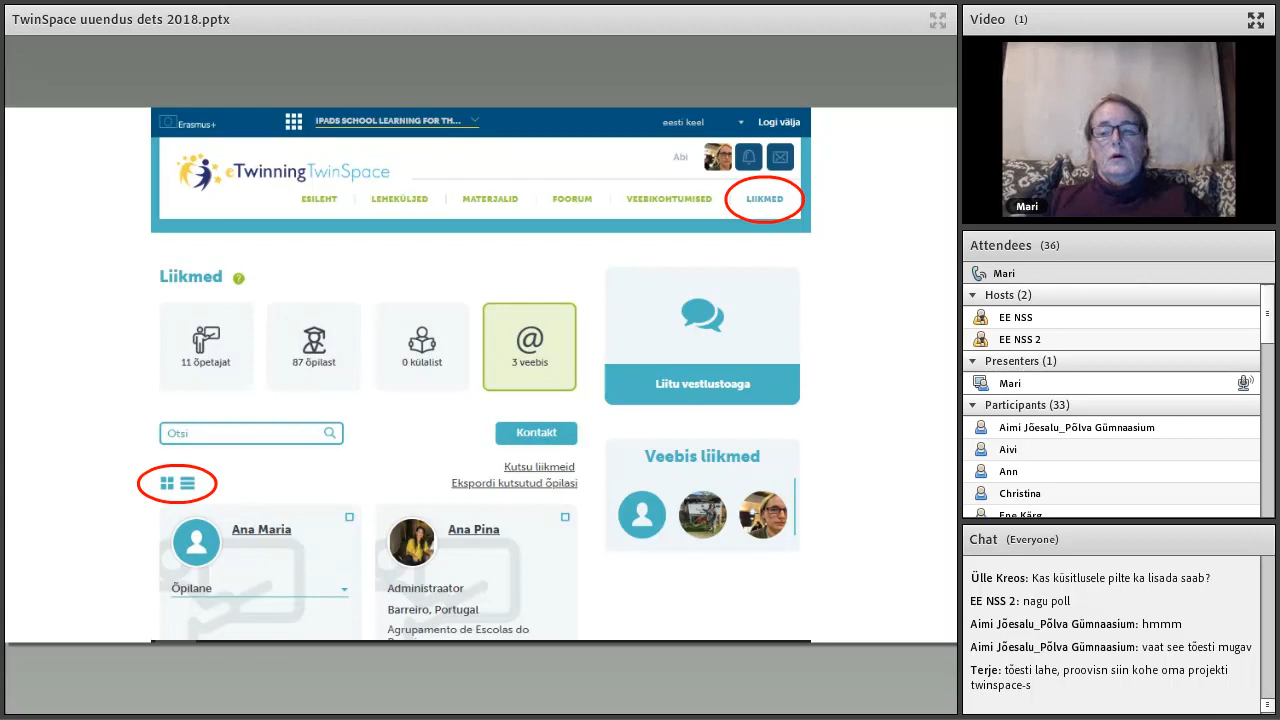 TwinSpace uuendus dets 2018.pptx
Erasmus+
IPADS SCHOOL LEARNING FOR TH...
eesti keel
Logi välja
eTwinningTwinSpace
Abi
ESILEHT
LEHEKÜLJED
MATERJALID
FOORUM
VEEBIKOHTUMISED
LIIKMED
Liikmed ?
11 õpetajat
87 õpilast
0 külalist
@
3 veebis
Liitu vestlustoaga
Otsi
Kontakt
Kutsu liikmeid
Ekspordi kutsutud õpilasi
Veebis liikmed
Ana Maria
Õpilane
Ana Pina
Administraator
Barreiro, Portugal
Agrupamento de Escolas do
Video (1)
Mari
Attendees (36)
Mari
Hosts (2)
EE NSS
EE NSS 2
Presenters (1)
Mari
Participants (33)
Aimi Jõesalu_Põlva Gümnaasium
Aivi
Ann
Christina
Ene Kärg
Chat (Everyone)
Ülle Kreos: Kas küsitlusele pilte ka lisada saab?
EE NSS 2: nagu poll
Aimi Jõesalu_Põlva Gümnaasium: hmmm
Aimi Jõesalu_Põlva Gümnaasium: vaat see tõesti mugav
Terje: tõesti lahe, proovisn siin kohe oma projekti
twinspace-s